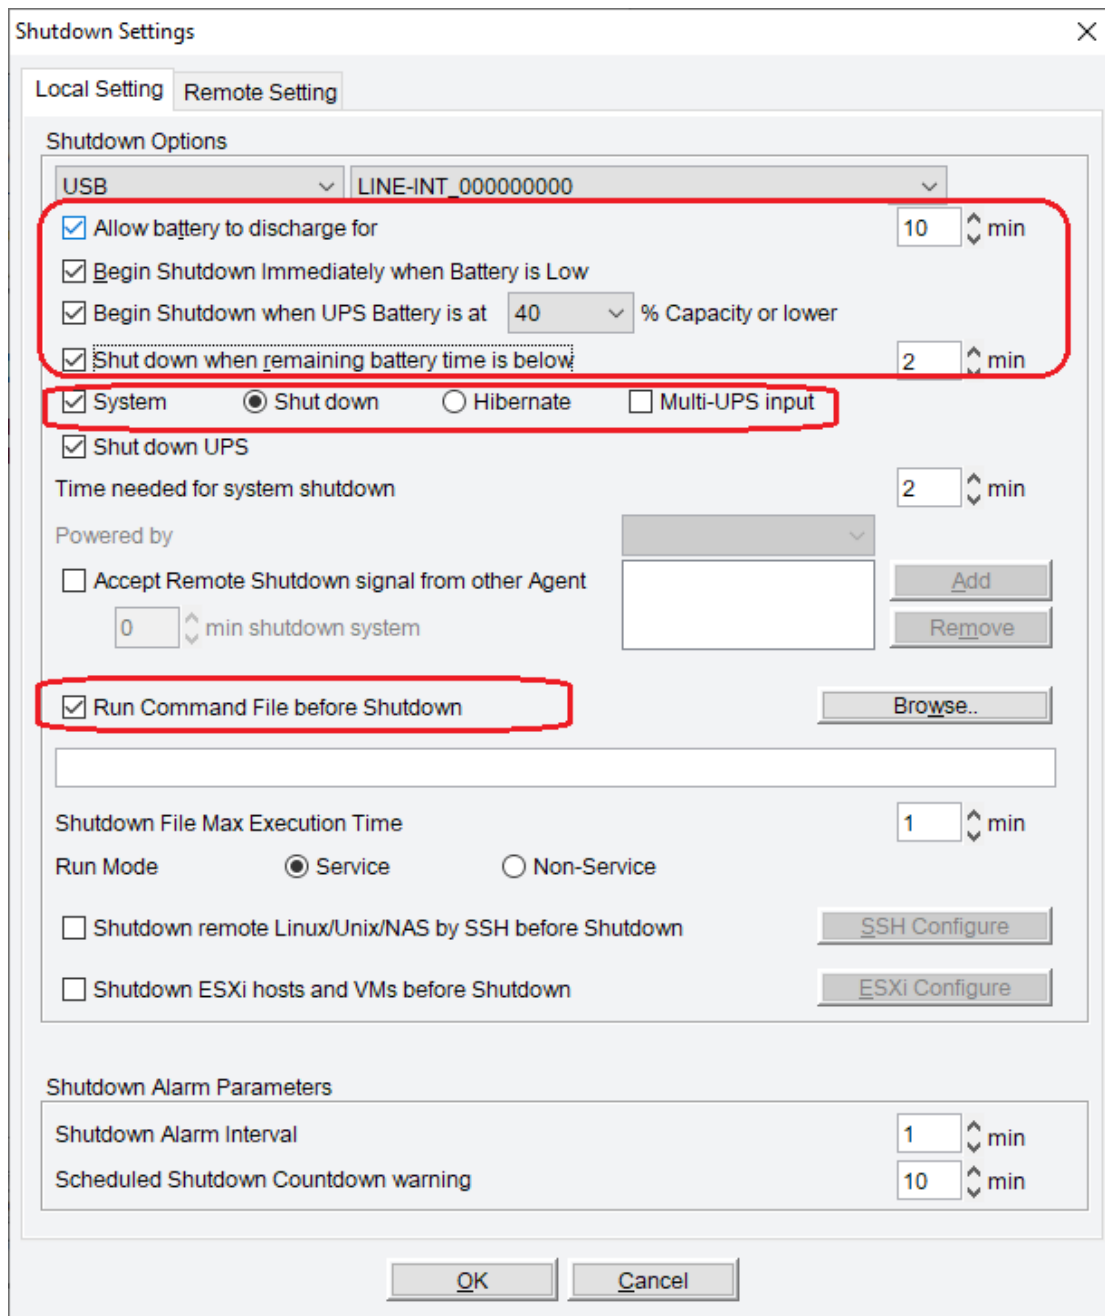 Shutdown Settings
Local Setting Remote Setting
Shutdown Options
USB LINE-INT_000000000
Allow battery to discharge for 10 min
Begin Shutdown Immediately when Battery is Low
Begin Shutdown when UPS Battery is at 40 % Capacity or lower
Shut down when remaining battery time is below 2 min
System Shut down Hibernate Multi-UPS input
Shut down UPS
Time needed for system shutdown 2 min
Powered by
Accept Remote Shutdown signal from other Agent Add
0 min shutdown system Remove
Run Command File before Shutdown Browse..
Shutdown File Max Execution Time 1 min
Run Mode Service Non-Service
Shutdown remote Linux/Unix/NAS by SSH before Shutdown SSH Configure
Shutdown ESXi hosts and VMs before Shutdown ESXi Configure
Shutdown Alarm Parameters
Shutdown Alarm Interval 1 min
Scheduled Shutdown Countdown warning 10 min
OK Cancel